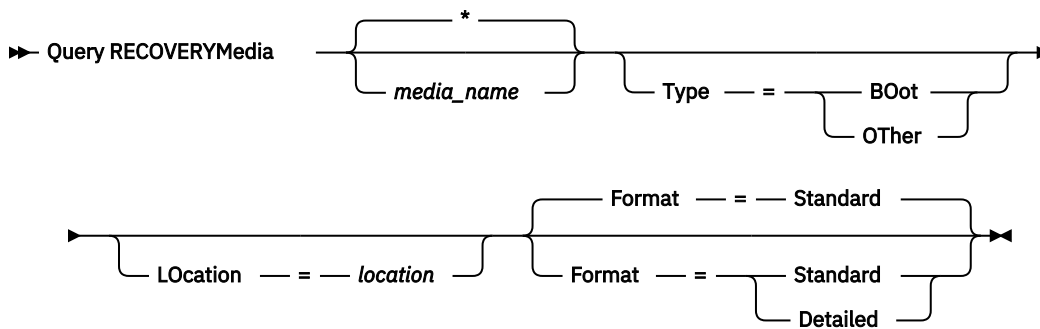 *
Query RECOVERYMedia
media_name
Type = BOot
OTher
Format = Standard
LOcation = location
Format = Standard
Detailed